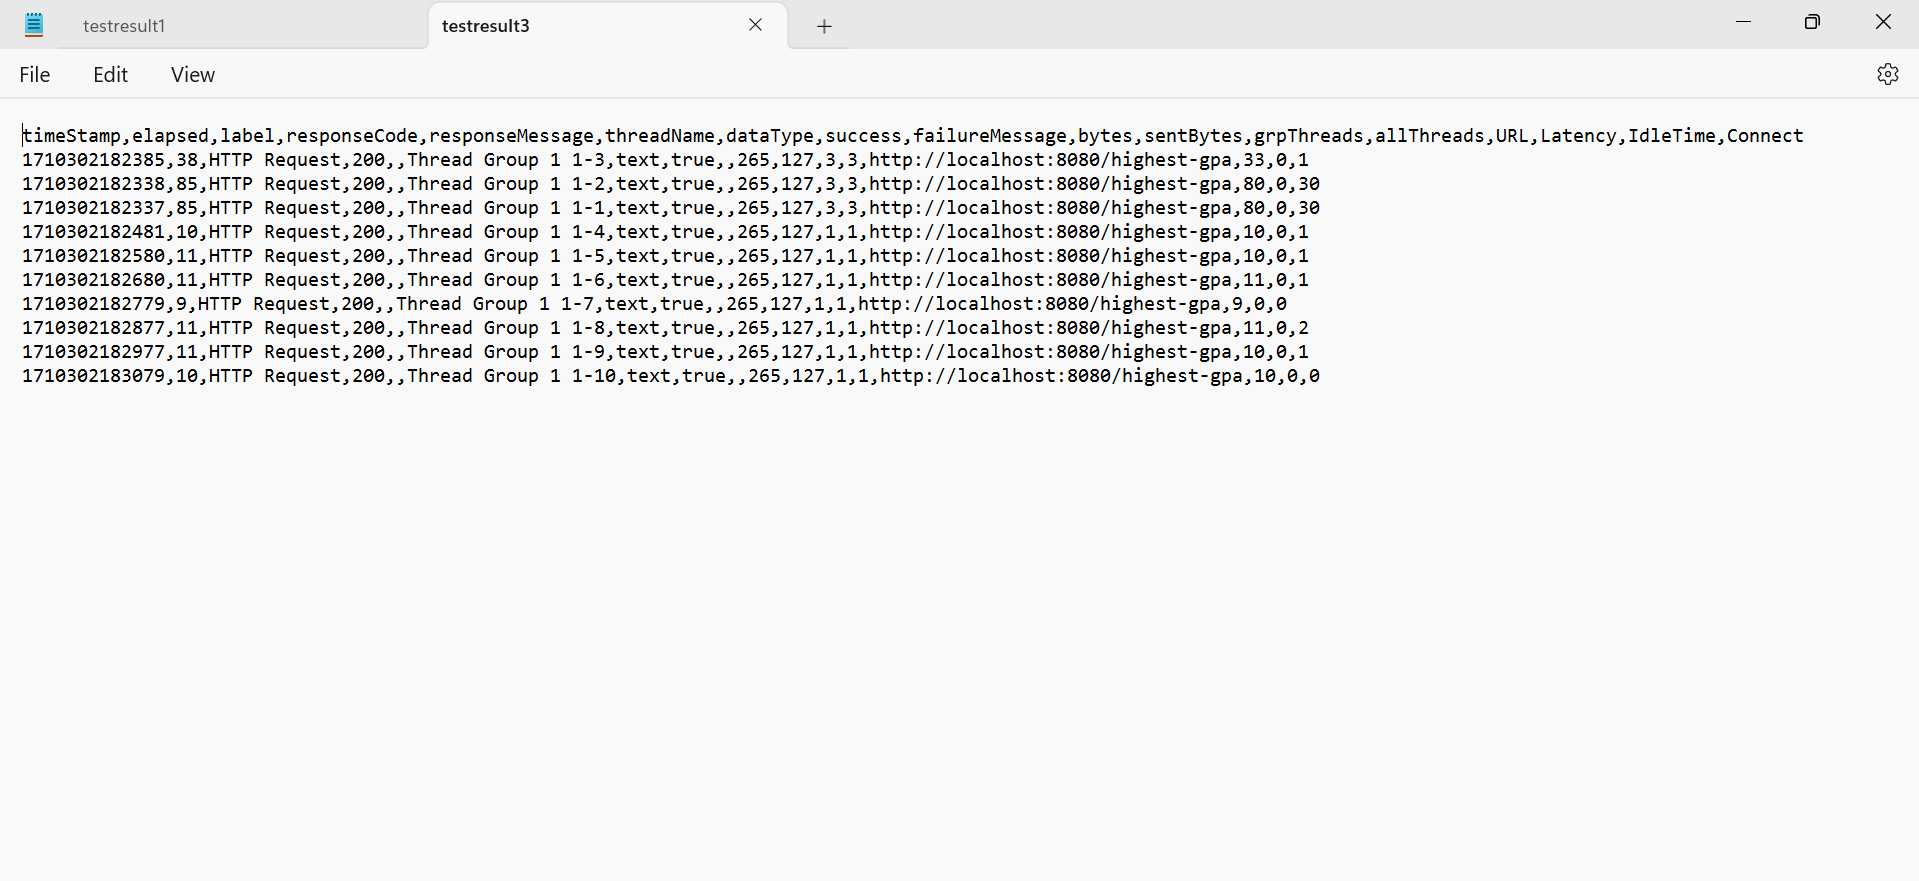 testresult1
testresult3
File Edit View
timeStamp,elapsed,label,responseCode,responseMessage,threadName,dataType,success,failureMessage,bytes,sentBytes,grpThreads,allThreads,URL,Latency,IdleTime,Connect
1710302182385,38,HTTP Request,200,,Thread Group 1 1-3,text,true,,265,127,3,3,http://localhost:8080/highest-gpa,33,0,1
1710302182338,85,HTTP Request,200,,Thread Group 1 1-2,text,true,,265,127,3,3,http://localhost:8080/highest-gpa,80,0,30
1710302182337,85,HTTP Request,200,,Thread Group 1 1-1,text,true,,265,127,3,3,http://localhost:8080/highest-gpa,80,0,30
1710302182481,10,HTTP Request,200,,Thread Group 1 1-4,text,true,,265,127,1,1,http://localhost:8080/highest-gpa,10,0,1
1710302182580,11,HTTP Request,200,,Thread Group 1 1-5,text,true,,265,127,1,1,http://localhost:8080/highest-gpa,10,0,1
1710302182680,11,HTTP Request,200,,Thread Group 1 1-6,text,true,,265,127,1,1,http://localhost:8080/highest-gpa,11,0,1
1710302182779,9,HTTP Request,200,,Thread Group 1 1-7,text,true,,265,127,1,1,http://localhost:8080/highest-gpa,9,0,0
1710302182877,11,HTTP Request,200,,Thread Group 1 1-8,text,true,,265,127,1,1,http://localhost:8080/highest-gpa,11,0,2
1710302182977,11,HTTP Request,200,,Thread Group 1 1-9,text,true,,265,127,1,1,http://localhost:8080/highest-gpa,10,0,1
1710302183079,10,HTTP Request,200,,Thread Group 1 1-10,text,true,,265,127,1,1,http://localhost:8080/highest-gpa,10,0,0